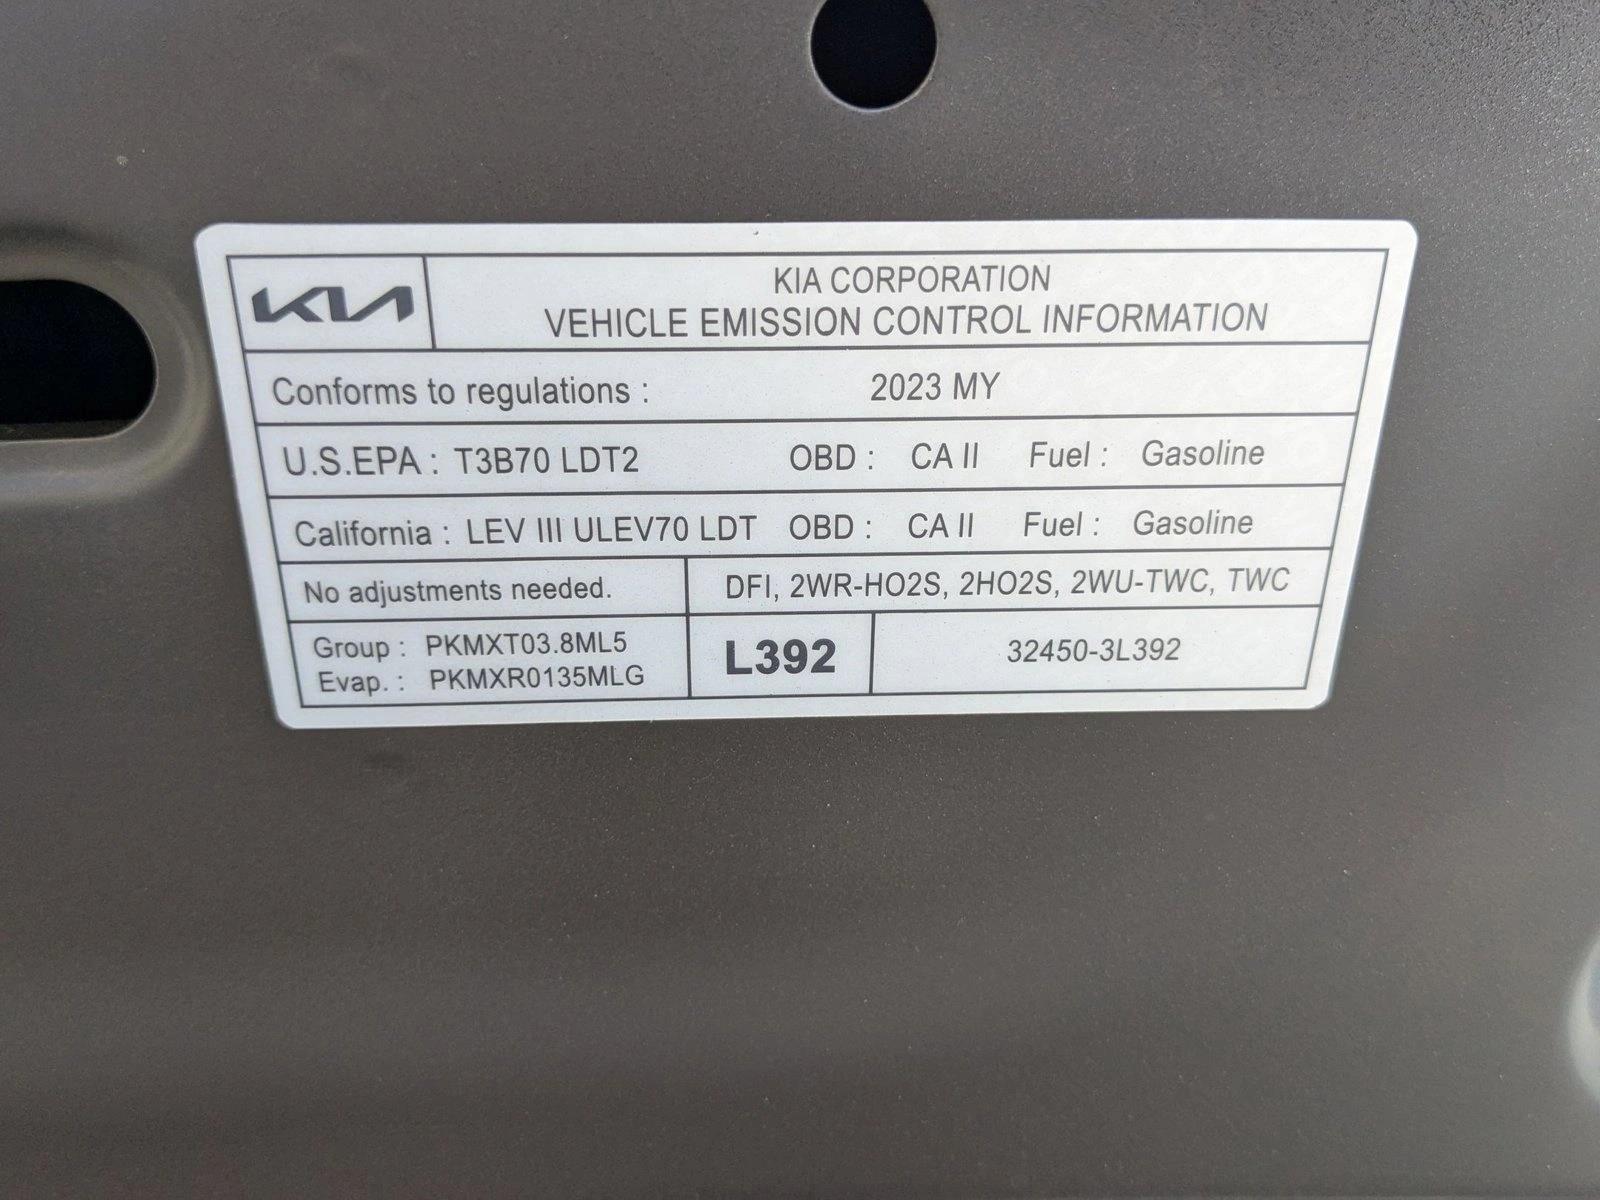 KIA
KIA CORPORATION
VEHICLE EMISSION CONTROL INFORMATION
Conforms to regulations : 2023 MY
U.S.EPA : T3B70 LDT2 OBD : CA II Fuel : Gasoline
California : LEV III ULEV70 LDT OBD : CA II Fuel : Gasoline
No adjustments needed. DFI, 2WR-HO2S, 2HO2S, 2WU-TWC, TWC
Group : PKMXT03.8ML5
Evap. : PKMXR0135MLG
L392
32450-3L392